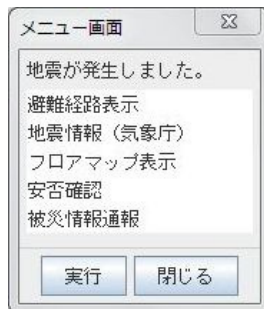 メニュー画面
地震が発生しました。
避難経路表示
地震情報（気象庁）
フロアマップ表示
安否確認
被災情報通報
実行 閉じる